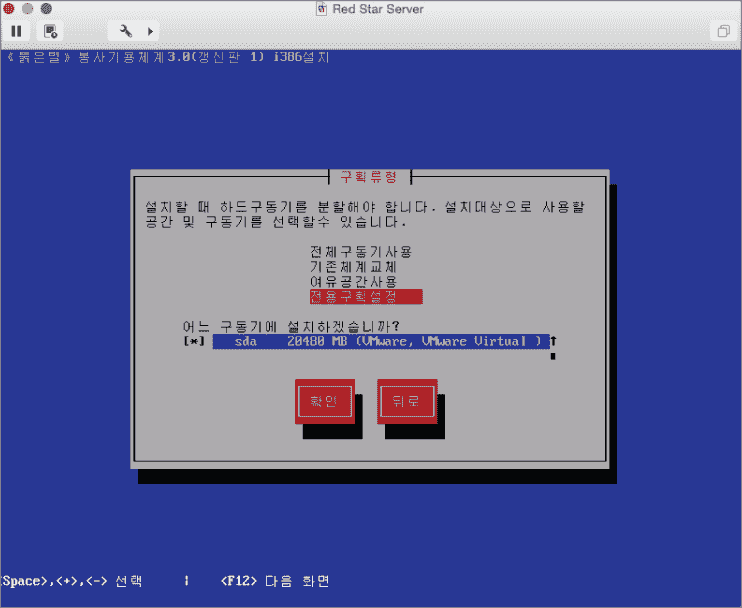 Red Star Server
《붉은별》봉사기용체계3.0(갱신판 1) i386설치
구획류형
설치할 때 하드구동기를 분할해야 합니다. 설치대상으로 사용할
공간 및 구동기를 선택할수 있습니다.
전체구동기사용
기존체계교체
여유공간사용
전용구획설정
어느 구동기에 설치하겠습니까?
[*] sda 20480 MB (VMware, VMware Virtual ) ↑
확인 뒤로
Space>,<+>,<-> 선택 | <F12> 다음 화면